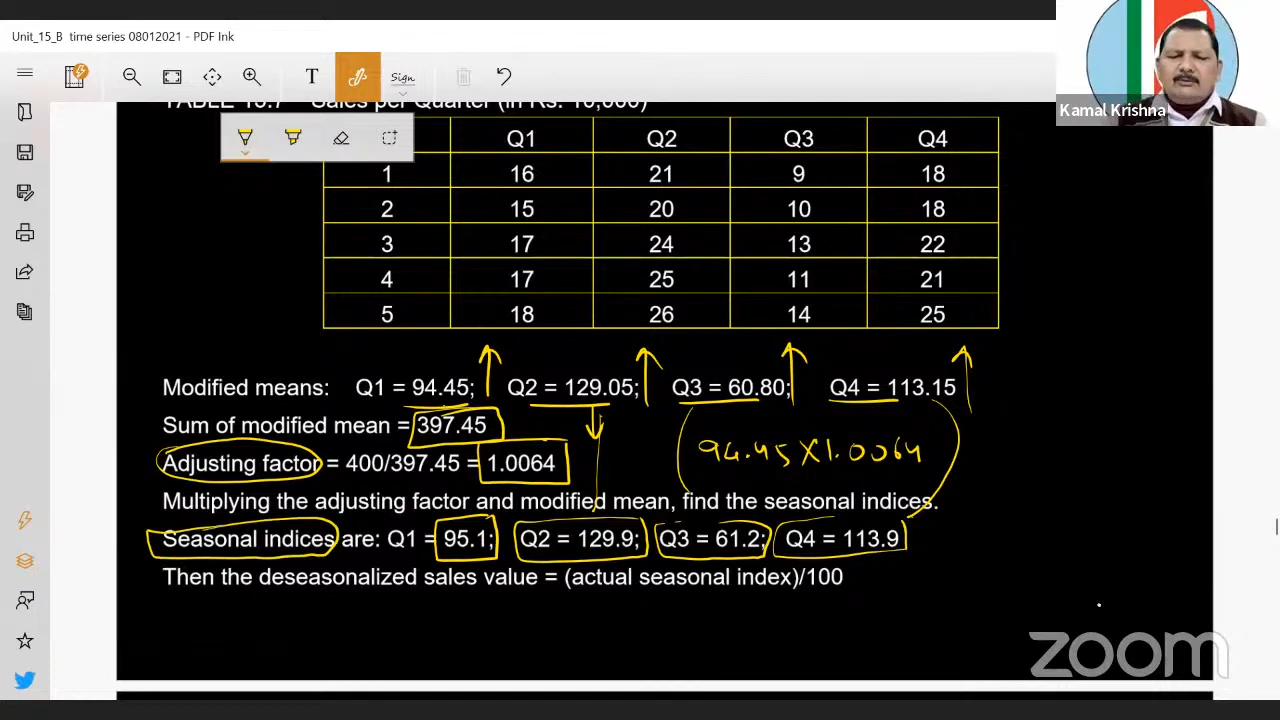 Unit_15_B time series 08012021 - PDF Ink
Sign
Kamal Krishna
TABLE 15.7 Sales per Quarter (in Rs. 10,000)
Q1 Q2 Q3 Q4
1 16 21 9 18
2 15 20 10 18
3 17 24 13 22
4 17 25 11 21
5 18 26 14 25
Modified means: Q1 = 94.45; Q2 = 129.05; Q3 = 60.80; Q4 = 113.15
Sum of modified mean = 397.45
94.45 X 1.0064
Adjusting factor = 400/397.45 = 1.0064
Multiplying the adjusting factor and modified mean, find the seasonal indices.
Seasonal indices are: Q1 = 95.1; Q2 = 129.9; Q3 = 61.2; Q4 = 113.9
Then the deseasonalized sales value = (actual seasonal index)/100
zoom